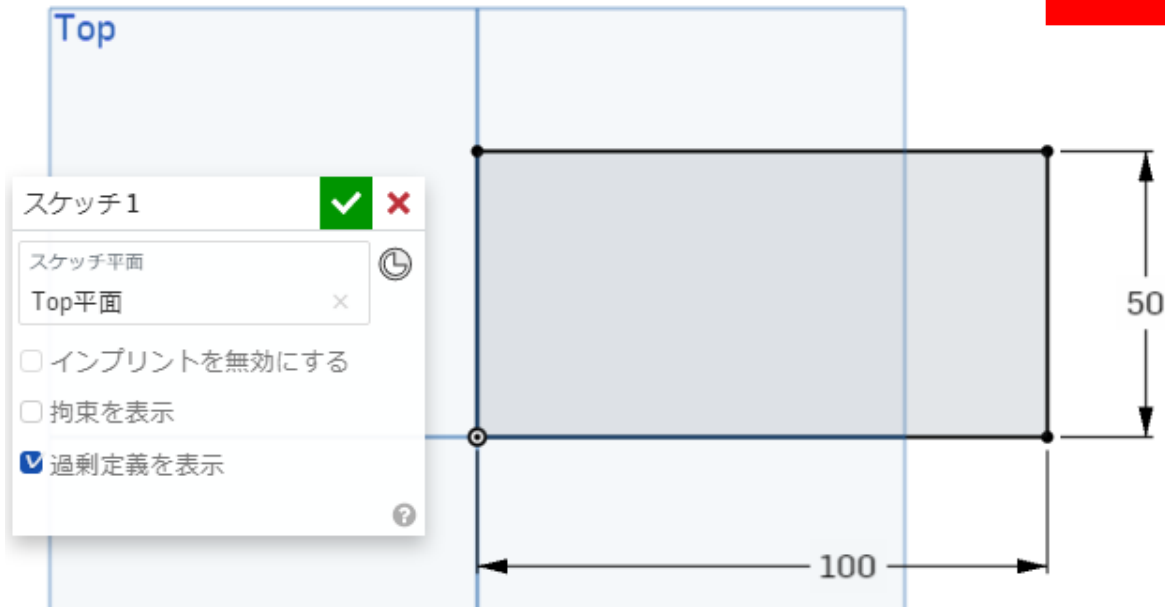 Top
スケッチ1
スケッチ平面
Top平面
インプリントを無効にする
拘束を表示
過剰定義を表示
50
100